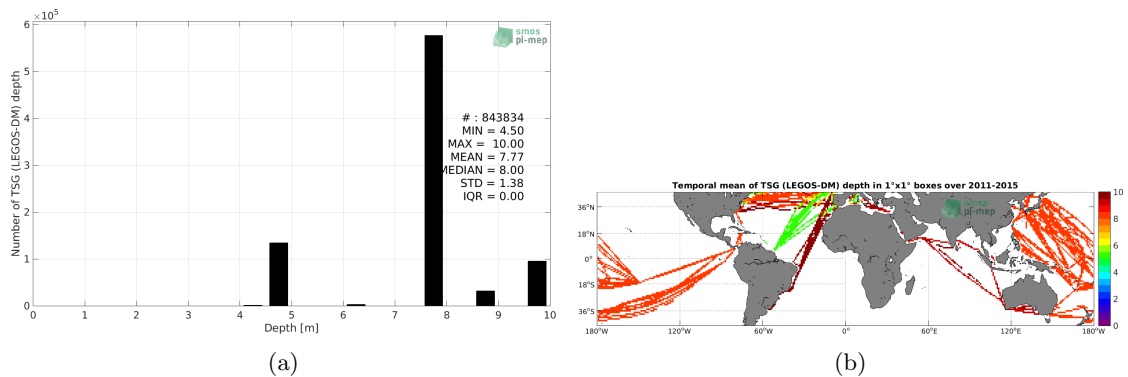 ×10⁵
6
5
4
3
2
1
0
Number of TSG (LEGOS-DM) depth
smos
pi-mep
# : 843834
MIN = 4.50
MAX = 10.00
MEAN = 7.77
MEDIAN = 8.00
STD = 1.38
IQR = 0.00
0 1 2 3 4 5 6 7 8 9 10
Depth [m]
(a)
Temporal mean of TSG (LEGOS-DM) depth in 1°x1° boxes over 2011-2015
smos
pi-mep
36°N
18°N
0°
18°S
36°S
180°W 120°W 60°W 0° 60°E 120°E 180°W
10
8
6
4
2
0
(b)